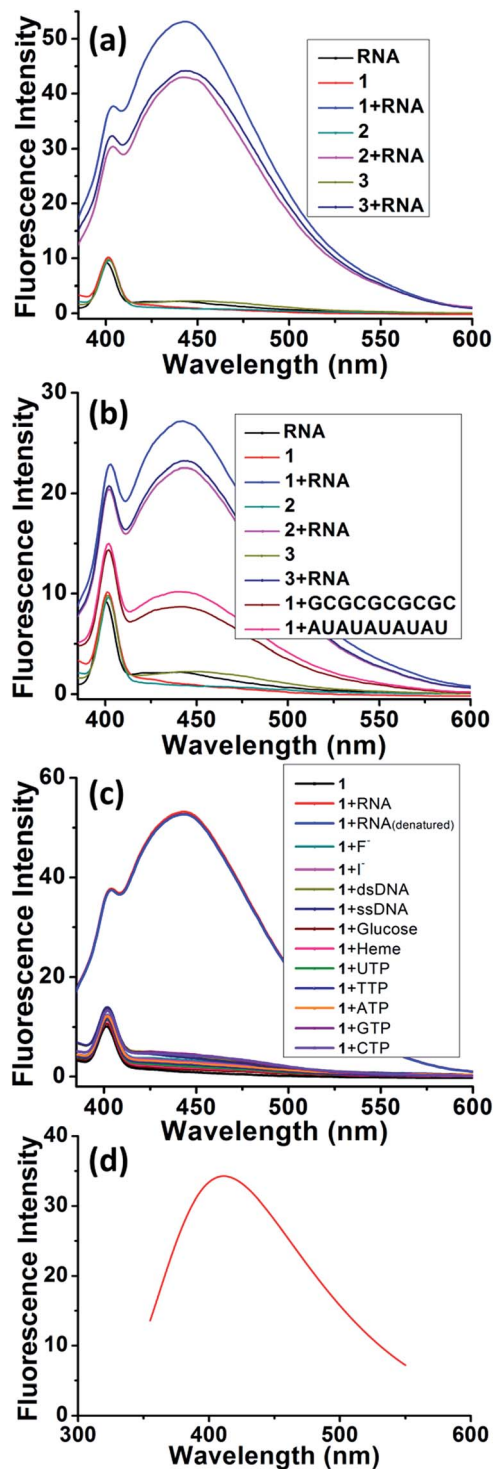 (a)
Fluorescence Intensity
50
40
30
20
10
0
RNA
1
1+RNA
2
2+RNA
3
3+RNA
400 450 500 550 600
Wavelength (nm)
(b)
Fluorescence Intensity
30
20
10
0
RNA
1
1+RNA
2
2+RNA
3
3+RNA
1+GCGCGCGCGC
1+AUAUAUAUAU
400 450 500 550 600
Wavelength (nm)
(c)
Fluorescence Intensity
60
40
20
0
1
1+RNA
1+RNA(denatured)
1+F-
1+I-
1+dsDNA
1+ssDNA
1+Glucose
1+Heme
1+UTP
1+TTP
1+ATP
1+GTP
1+CTP
400 450 500 550 600
Wavelength (nm)
(d)
Fluorescence Intensity
40
30
20
10
0
300 400 500 600
Wavelength (nm)